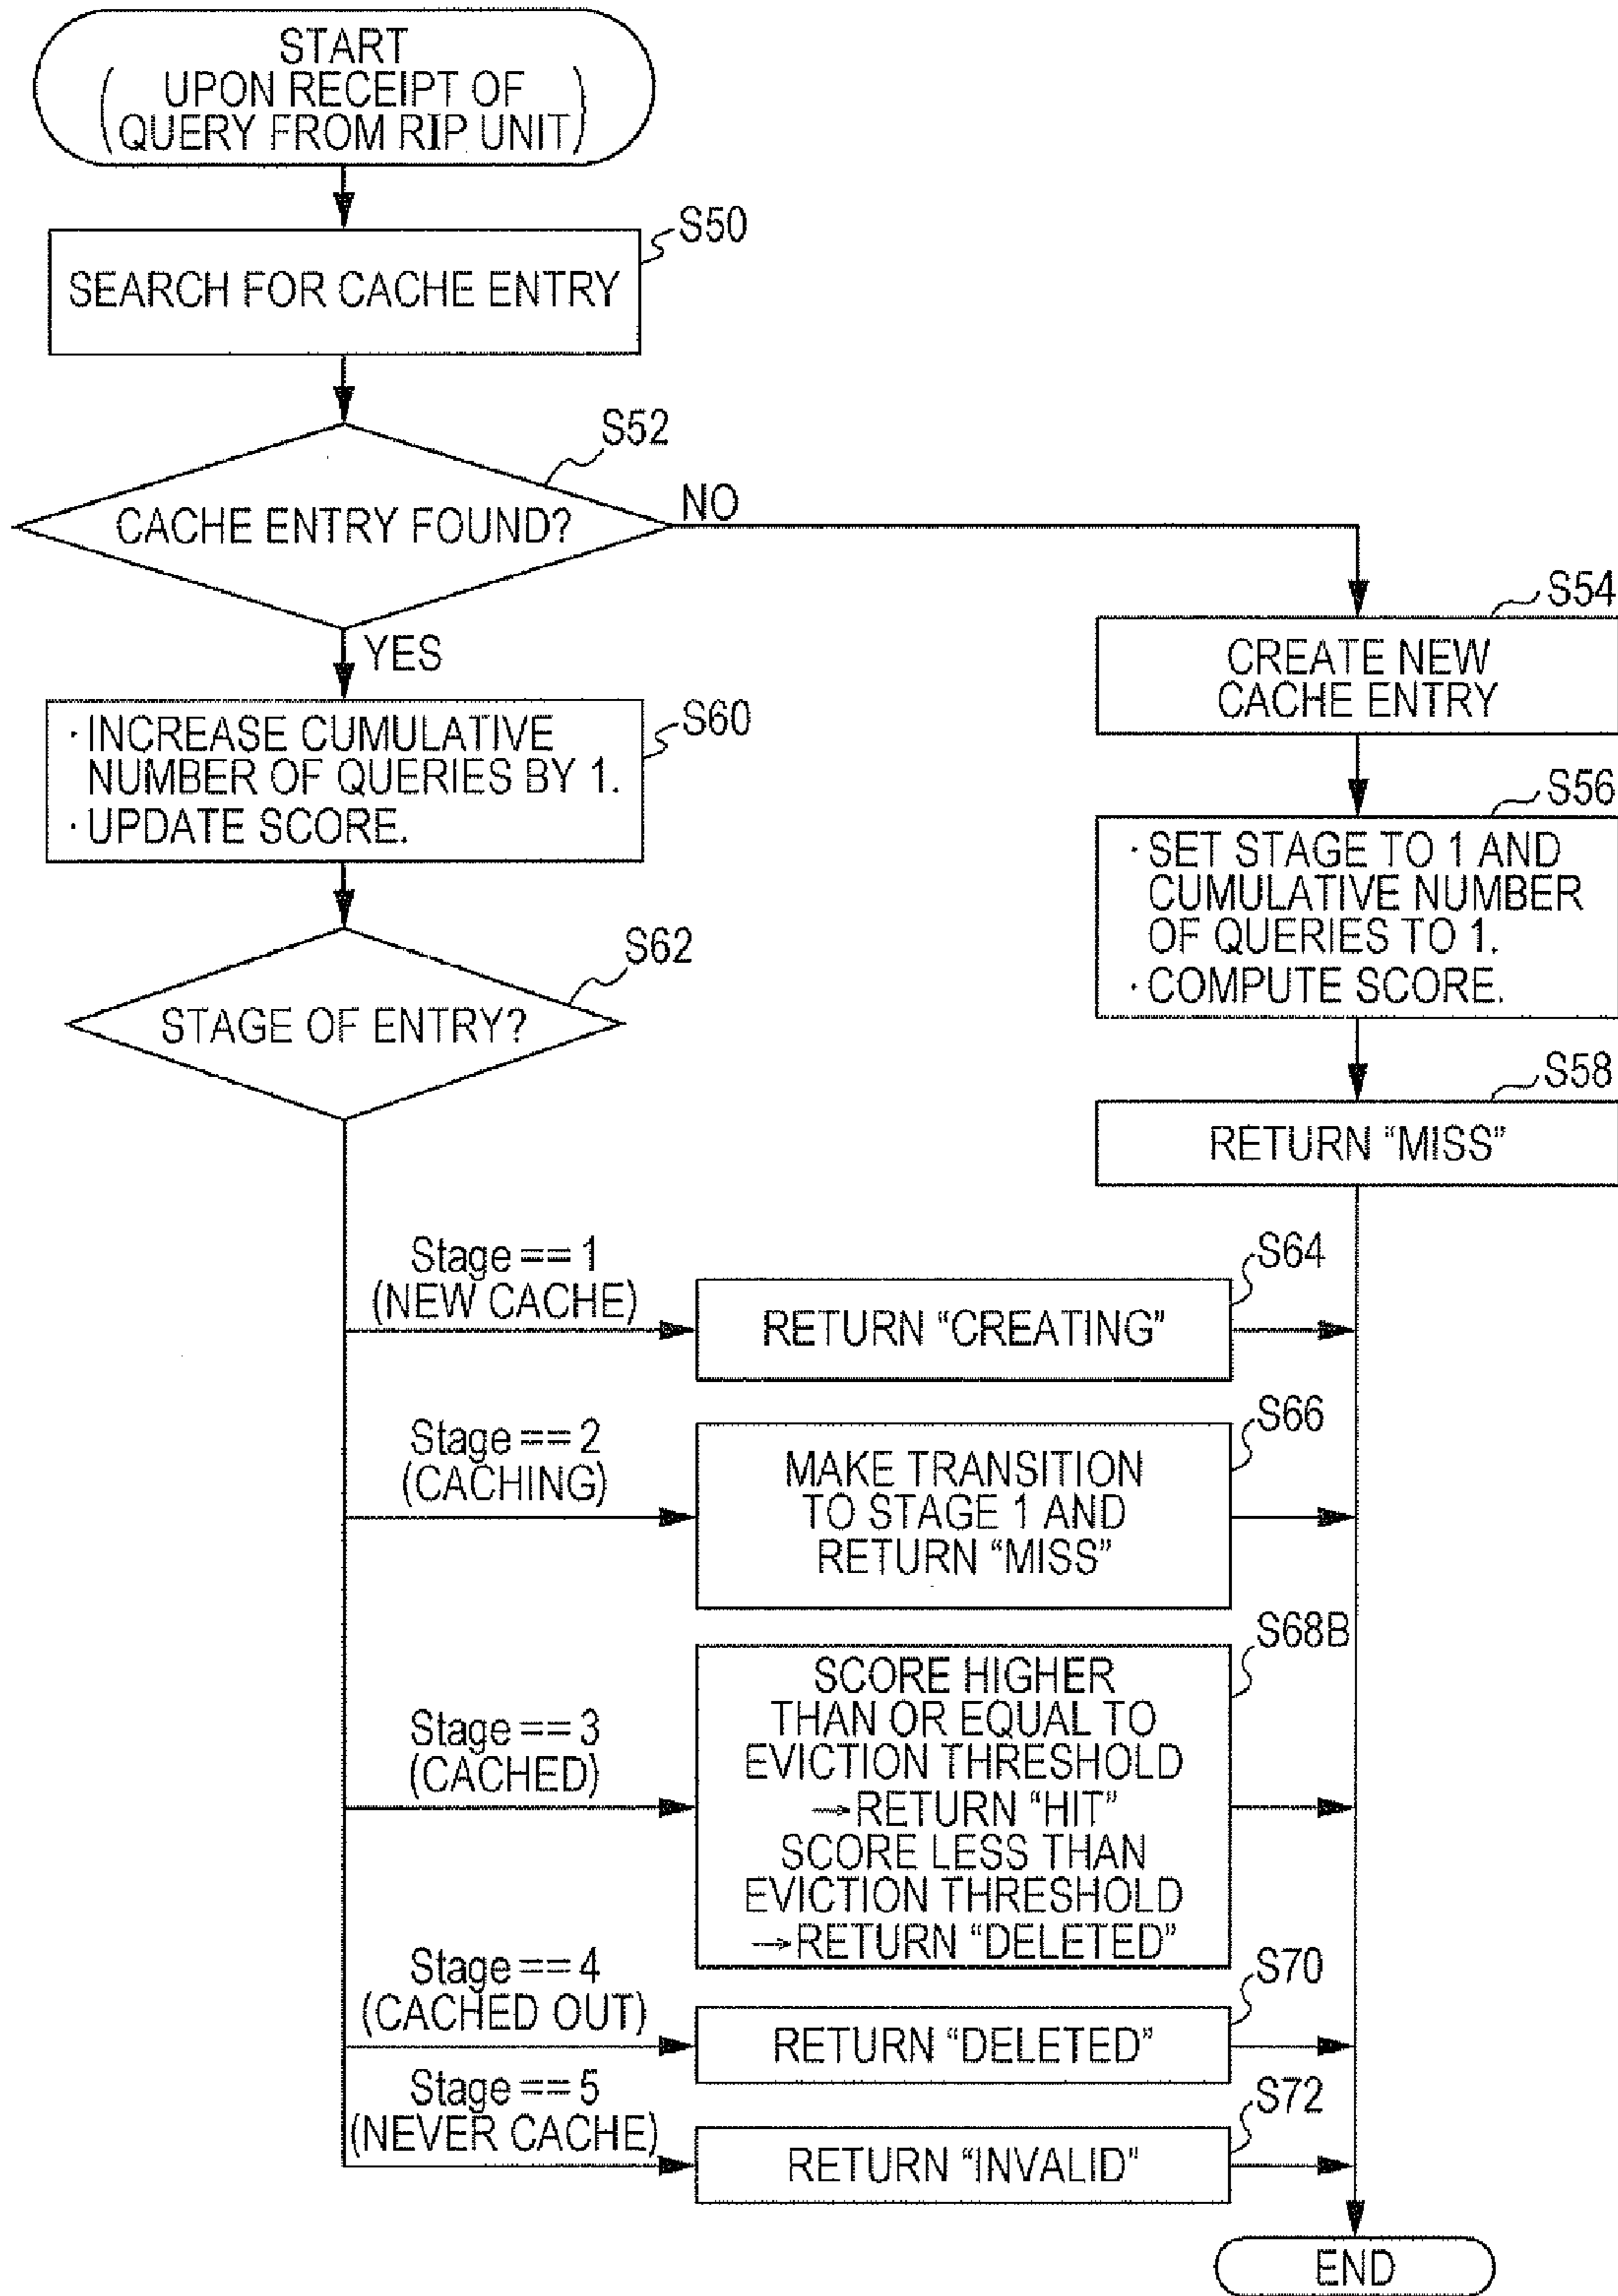 START
(UPON RECEIPT OF
QUERY FROM RIP UNIT)
S50
SEARCH FOR CACHE ENTRY
S52
CACHE ENTRY FOUND?
NO
YES
S54
CREATE NEW
CACHE ENTRY
S56
· SET STAGE TO 1 AND
CUMULATIVE NUMBER
OF QUERIES TO 1.
· COMPUTE SCORE.
S58
RETURN “MISS”
S60
· INCREASE CUMULATIVE
NUMBER OF QUERIES BY 1.
· UPDATE SCORE.
S62
STAGE OF ENTRY?
Stage == 1
(NEW CACHE)
S64
RETURN “CREATING”
Stage == 2
(CACHING)
S66
MAKE TRANSITION
TO STAGE 1 AND
RETURN “MISS”
Stage == 3
(CACHED)
S68B
SCORE HIGHER
THAN OR EQUAL TO
EVICTION THRESHOLD
→RETURN “HIT”
SCORE LESS THAN
EVICTION THRESHOLD
→RETURN “DELETED”
Stage == 4
(CACHED OUT)
S70
RETURN “DELETED”
Stage == 5
(NEVER CACHE)
S72
RETURN “INVALID”
END